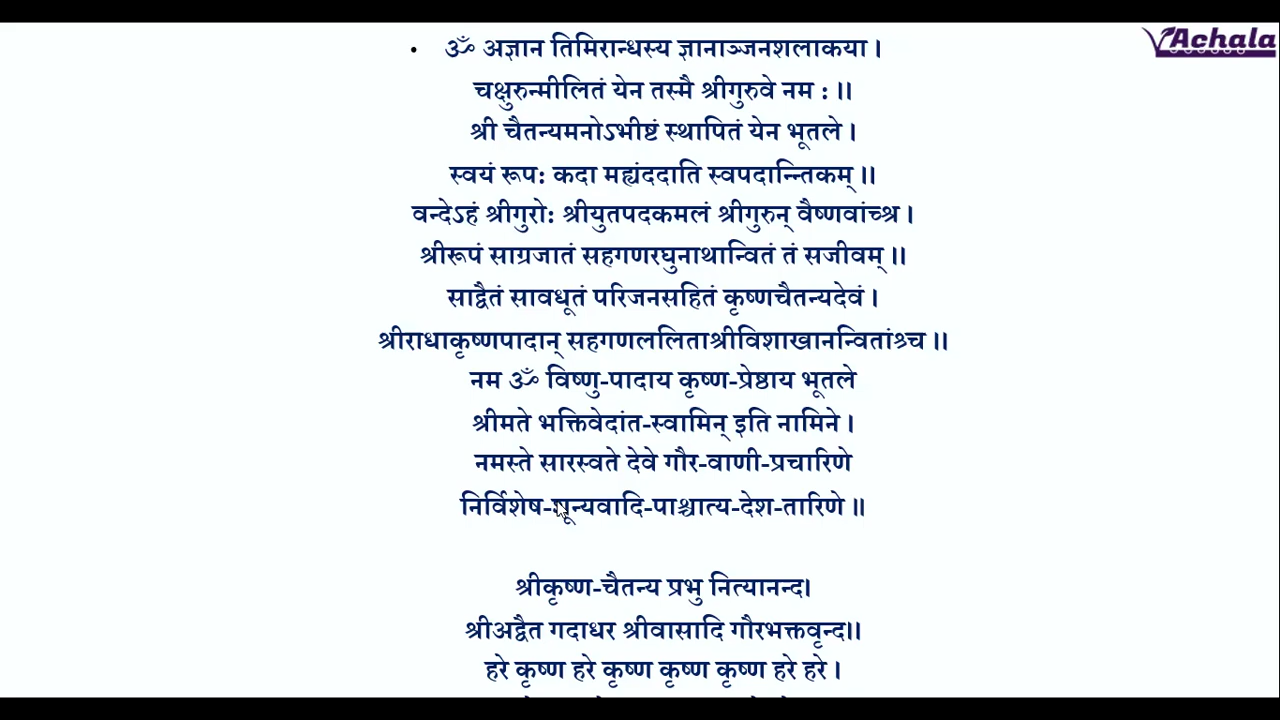 Achala
• ॐ अज्ञान तिमिरान्धस्य ज्ञानाञ्जनशलाकया ।
चक्षुरुन्मीलितं येन तस्मै श्रीगुरुवे नम : ।।
श्री चैतन्यमनोऽभीष्टं स्थापितं येन भूतले ।
स्वयं रूपः कदा मह्यंददाति स्वपदान्न्तिकम् ।।
वन्देऽहं श्रीगुरोः श्रीयुतपदकमलं श्रीगुरुन् वैष्णवांच्श्र ।
श्रीरूपं साग्रजातं सहगणरघुनाथान्वितं तं सजीवम् ।।
साद्वैतं सावधूतं परिजनसहितं कृष्णचैतन्यदेवं ।
श्रीराधाकृष्णपादान् सहगणललिताश्रीविशाखानन्वितांश्र्च ।।
नम ॐ विष्णु-पादाय कृष्ण-प्रेष्ठाय भूतले
श्रीमते भक्तिवेदांत-स्वामिन् इति नामिने ।
नमस्ते सारस्वते देवे गौर-वाणी-प्रचारिणे
निर्विशेष-शून्यवादि-पाश्चात्य-देश-तारिणे ॥
श्रीकृष्ण-चैतन्य प्रभु नित्यानन्द।
श्रीअद्वैत गदाधर श्रीवासादि गौरभक्तवृन्द।।
हरे कृष्ण हरे कृष्ण कृष्ण कृष्ण हरे हरे ।